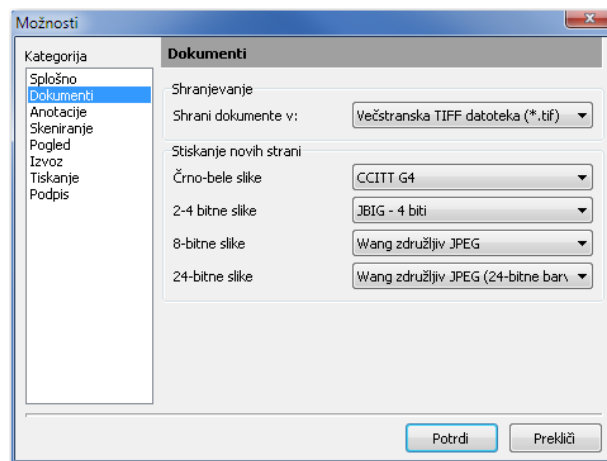 Možnosti
Kategorija
Splošno
Dokumenti
Anotacije
Skeniranje
Pogled
Izvoz
Tiskanje
Podpis
Dokumenti
Shranjevanje
Shrani dokumente v: Večstranska TIFF datoteka (*.tif)
Stiskanje novih strani
Črno-bele slike CCITT G4
2-4 bitne slike JBIG - 4 biti
8-bitne slike Wang združljiv JPEG
24-bitne slike Wang združljiv JPEG (24-bitne barv
Potrdi Prekliči